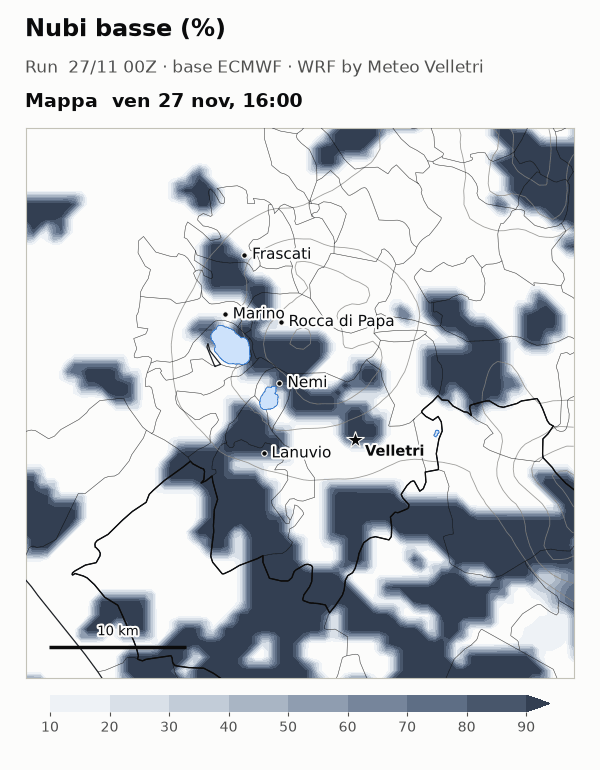 Nubi basse (%)
Run  27/11 00Z · base ECMWF · WRF by Meteo Velletri
Mappa  ven 27 nov, 16:00
Frascati
Marino
Rocca di Papa
Nemi
Velletri
Lanuvio
10 km
10 20 30 40 50 60 70 80 90